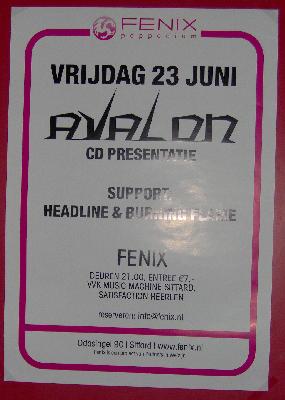 FENIX
poppodium
VRIJDAG 23 JUNI
AVALON
CD PRESENTATIE
SUPPORT:
HEADLINE & BURNING FLAME
FENIX
DEUREN 21.00, ENTREE €7,-
VVK MUSIC MACHINE SITTARD,
SATISFACTION HEERLEN
reserveren: info@fenix.nl
Odasingel 90 | Sittard | www.fenix.nl